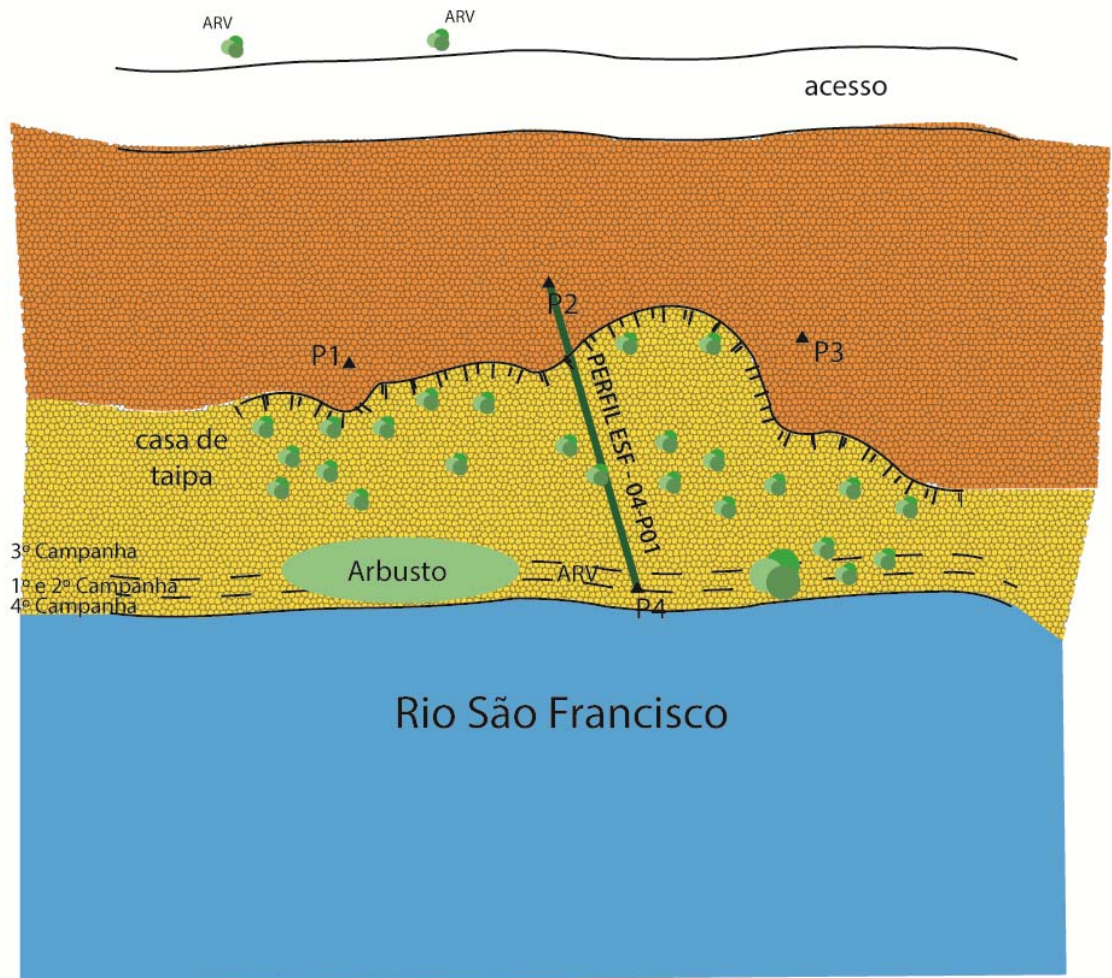 ARV
ARV
acesso
P2
P1
P3
PERFIL ESF - 04-P01
casa de
taipa
3º Campanha
Arbusto
ARV
1º e 2º Campanha
4º Campanha
P4
Rio São Francisco